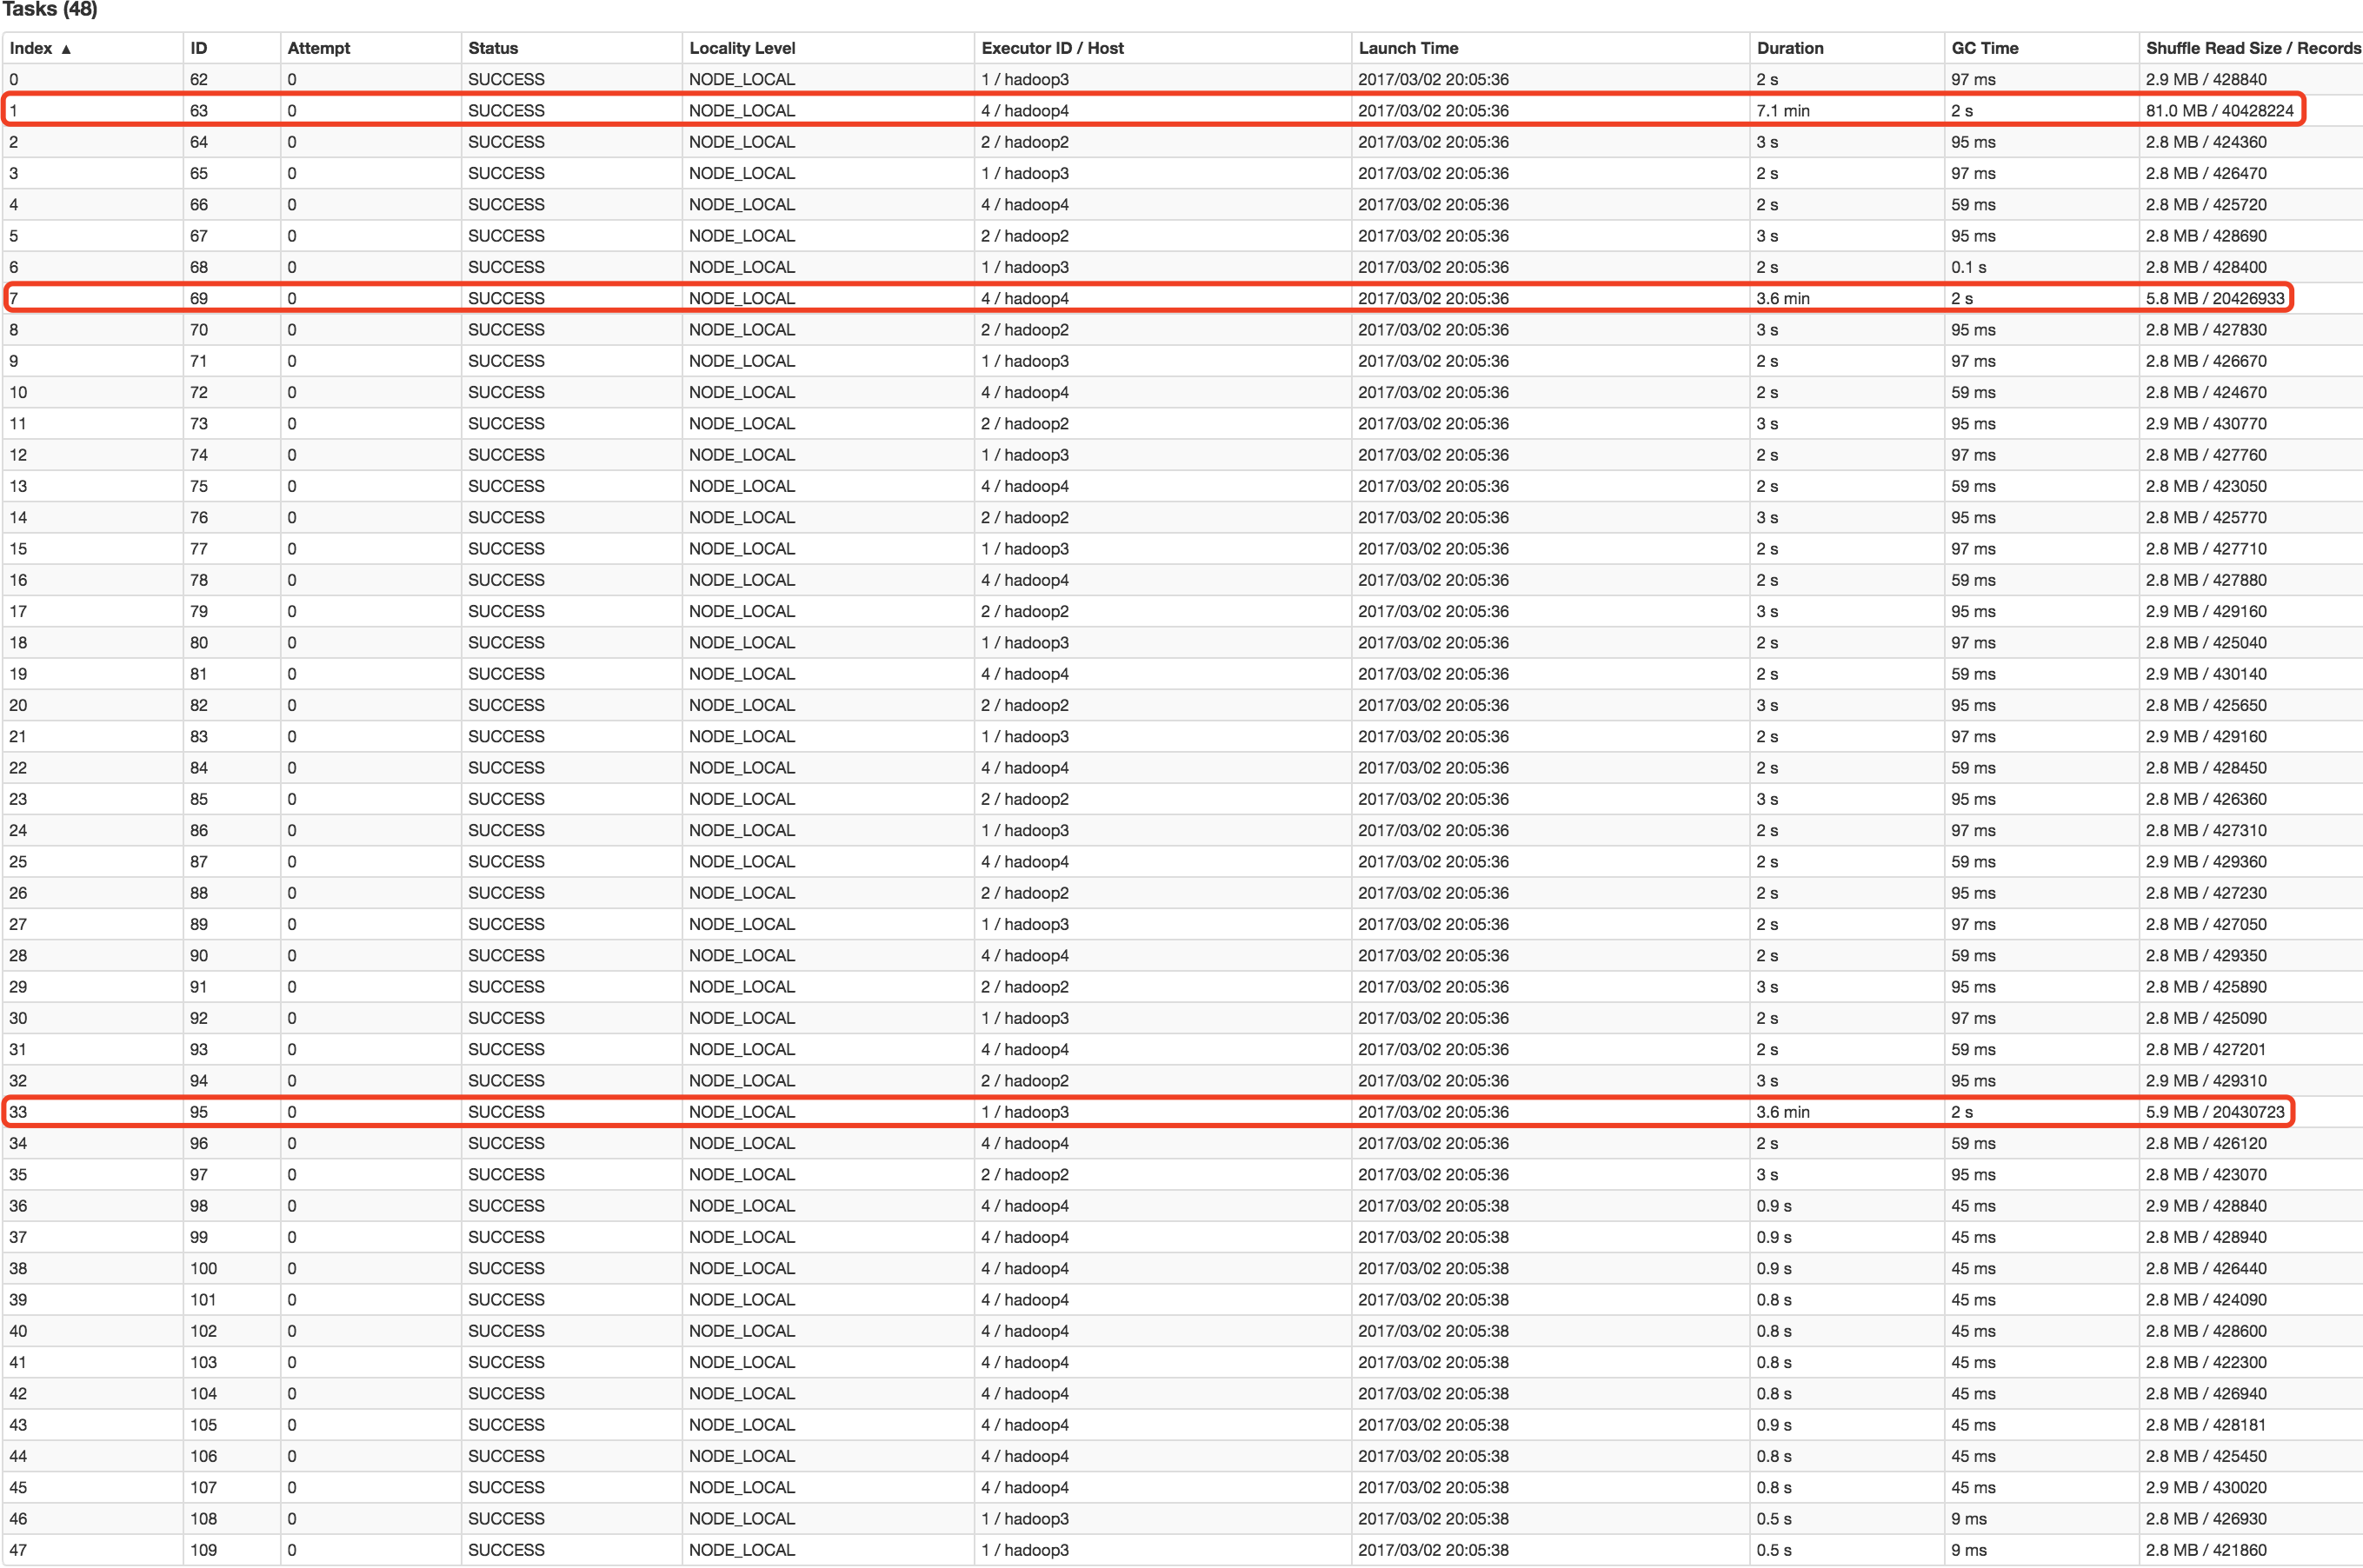 Tasks (48)
Index ▲ ID Attempt Status Locality Level Executor ID / Host Launch Time Duration GC Time Shuffle Read Size / Records
0 62 0 SUCCESS NODE_LOCAL 1 / hadoop3 2017/03/02 20:05:36 2 s 97 ms 2.9 MB / 428840
1 63 0 SUCCESS NODE_LOCAL 4 / hadoop4 2017/03/02 20:05:36 7.1 min 2 s 81.0 MB / 40428224
2 64 0 SUCCESS NODE_LOCAL 2 / hadoop2 2017/03/02 20:05:36 3 s 95 ms 2.8 MB / 424360
3 65 0 SUCCESS NODE_LOCAL 1 / hadoop3 2017/03/02 20:05:36 2 s 97 ms 2.8 MB / 426470
4 66 0 SUCCESS NODE_LOCAL 4 / hadoop4 2017/03/02 20:05:36 2 s 59 ms 2.8 MB / 425720
5 67 0 SUCCESS NODE_LOCAL 2 / hadoop2 2017/03/02 20:05:36 3 s 95 ms 2.8 MB / 428690
6 68 0 SUCCESS NODE_LOCAL 1 / hadoop3 2017/03/02 20:05:36 2 s 0.1 s 2.8 MB / 428400
7 69 0 SUCCESS NODE_LOCAL 4 / hadoop4 2017/03/02 20:05:36 3.6 min 2 s 5.8 MB / 20426933
8 70 0 SUCCESS NODE_LOCAL 2 / hadoop2 2017/03/02 20:05:36 3 s 95 ms 2.8 MB / 427830
9 71 0 SUCCESS NODE_LOCAL 1 / hadoop3 2017/03/02 20:05:36 2 s 97 ms 2.8 MB / 426670
10 72 0 SUCCESS NODE_LOCAL 4 / hadoop4 2017/03/02 20:05:36 2 s 59 ms 2.8 MB / 424670
11 73 0 SUCCESS NODE_LOCAL 2 / hadoop2 2017/03/02 20:05:36 3 s 95 ms 2.9 MB / 430770
12 74 0 SUCCESS NODE_LOCAL 1 / hadoop3 2017/03/02 20:05:36 2 s 97 ms 2.8 MB / 427760
13 75 0 SUCCESS NODE_LOCAL 4 / hadoop4 2017/03/02 20:05:36 2 s 59 ms 2.8 MB / 423050
14 76 0 SUCCESS NODE_LOCAL 2 / hadoop2 2017/03/02 20:05:36 3 s 95 ms 2.8 MB / 425770
15 77 0 SUCCESS NODE_LOCAL 1 / hadoop3 2017/03/02 20:05:36 2 s 97 ms 2.8 MB / 427710
16 78 0 SUCCESS NODE_LOCAL 4 / hadoop4 2017/03/02 20:05:36 2 s 59 ms 2.8 MB / 427880
17 79 0 SUCCESS NODE_LOCAL 2 / hadoop2 2017/03/02 20:05:36 3 s 95 ms 2.9 MB / 429160
18 80 0 SUCCESS NODE_LOCAL 1 / hadoop3 2017/03/02 20:05:36 2 s 97 ms 2.8 MB / 425040
19 81 0 SUCCESS NODE_LOCAL 4 / hadoop4 2017/03/02 20:05:36 2 s 59 ms 2.9 MB / 430140
20 82 0 SUCCESS NODE_LOCAL 2 / hadoop2 2017/03/02 20:05:36 3 s 95 ms 2.8 MB / 425650
21 83 0 SUCCESS NODE_LOCAL 1 / hadoop3 2017/03/02 20:05:36 2 s 97 ms 2.9 MB / 429160
22 84 0 SUCCESS NODE_LOCAL 4 / hadoop4 2017/03/02 20:05:36 2 s 59 ms 2.8 MB / 428450
23 85 0 SUCCESS NODE_LOCAL 2 / hadoop2 2017/03/02 20:05:36 3 s 95 ms 2.8 MB / 426360
24 86 0 SUCCESS NODE_LOCAL 1 / hadoop3 2017/03/02 20:05:36 2 s 97 ms 2.8 MB / 427310
25 87 0 SUCCESS NODE_LOCAL 4 / hadoop4 2017/03/02 20:05:36 2 s 59 ms 2.9 MB / 429360
26 88 0 SUCCESS NODE_LOCAL 2 / hadoop2 2017/03/02 20:05:36 2 s 95 ms 2.8 MB / 427230
27 89 0 SUCCESS NODE_LOCAL 1 / hadoop3 2017/03/02 20:05:36 2 s 97 ms 2.8 MB / 427050
28 90 0 SUCCESS NODE_LOCAL 4 / hadoop4 2017/03/02 20:05:36 2 s 59 ms 2.8 MB / 429350
29 91 0 SUCCESS NODE_LOCAL 2 / hadoop2 2017/03/02 20:05:36 3 s 95 ms 2.8 MB / 425890
30 92 0 SUCCESS NODE_LOCAL 1 / hadoop3 2017/03/02 20:05:36 2 s 97 ms 2.8 MB / 425090
31 93 0 SUCCESS NODE_LOCAL 4 / hadoop4 2017/03/02 20:05:36 2 s 59 ms 2.8 MB / 427201
32 94 0 SUCCESS NODE_LOCAL 2 / hadoop2 2017/03/02 20:05:36 3 s 95 ms 2.9 MB / 429310
33 95 0 SUCCESS NODE_LOCAL 1 / hadoop3 2017/03/02 20:05:36 3.6 min 2 s 5.9 MB / 20430723
34 96 0 SUCCESS NODE_LOCAL 4 / hadoop4 2017/03/02 20:05:36 2 s 59 ms 2.8 MB / 426120
35 97 0 SUCCESS NODE_LOCAL 2 / hadoop2 2017/03/02 20:05:36 3 s 95 ms 2.8 MB / 423070
36 98 0 SUCCESS NODE_LOCAL 4 / hadoop4 2017/03/02 20:05:38 0.9 s 45 ms 2.9 MB / 428840
37 99 0 SUCCESS NODE_LOCAL 4 / hadoop4 2017/03/02 20:05:38 0.9 s 45 ms 2.8 MB / 428940
38 100 0 SUCCESS NODE_LOCAL 4 / hadoop4 2017/03/02 20:05:38 0.9 s 45 ms 2.8 MB / 426440
39 101 0 SUCCESS NODE_LOCAL 4 / hadoop4 2017/03/02 20:05:38 0.8 s 45 ms 2.8 MB / 424090
40 102 0 SUCCESS NODE_LOCAL 4 / hadoop4 2017/03/02 20:05:38 0.8 s 45 ms 2.8 MB / 428600
41 103 0 SUCCESS NODE_LOCAL 4 / hadoop4 2017/03/02 20:05:38 0.8 s 45 ms 2.8 MB / 422300
42 104 0 SUCCESS NODE_LOCAL 4 / hadoop4 2017/03/02 20:05:38 0.8 s 45 ms 2.8 MB / 426940
43 105 0 SUCCESS NODE_LOCAL 4 / hadoop4 2017/03/02 20:05:38 0.9 s 45 ms 2.8 MB / 428181
44 106 0 SUCCESS NODE_LOCAL 4 / hadoop4 2017/03/02 20:05:38 0.8 s 45 ms 2.8 MB / 425450
45 107 0 SUCCESS NODE_LOCAL 4 / hadoop4 2017/03/02 20:05:38 0.8 s 45 ms 2.9 MB / 430020
46 108 0 SUCCESS NODE_LOCAL 1 / hadoop3 2017/03/02 20:05:38 0.5 s 9 ms 2.8 MB / 426930
47 109 0 SUCCESS NODE_LOCAL 1 / hadoop3 2017/03/02 20:05:38 0.5 s 9 ms 2.8 MB / 421860